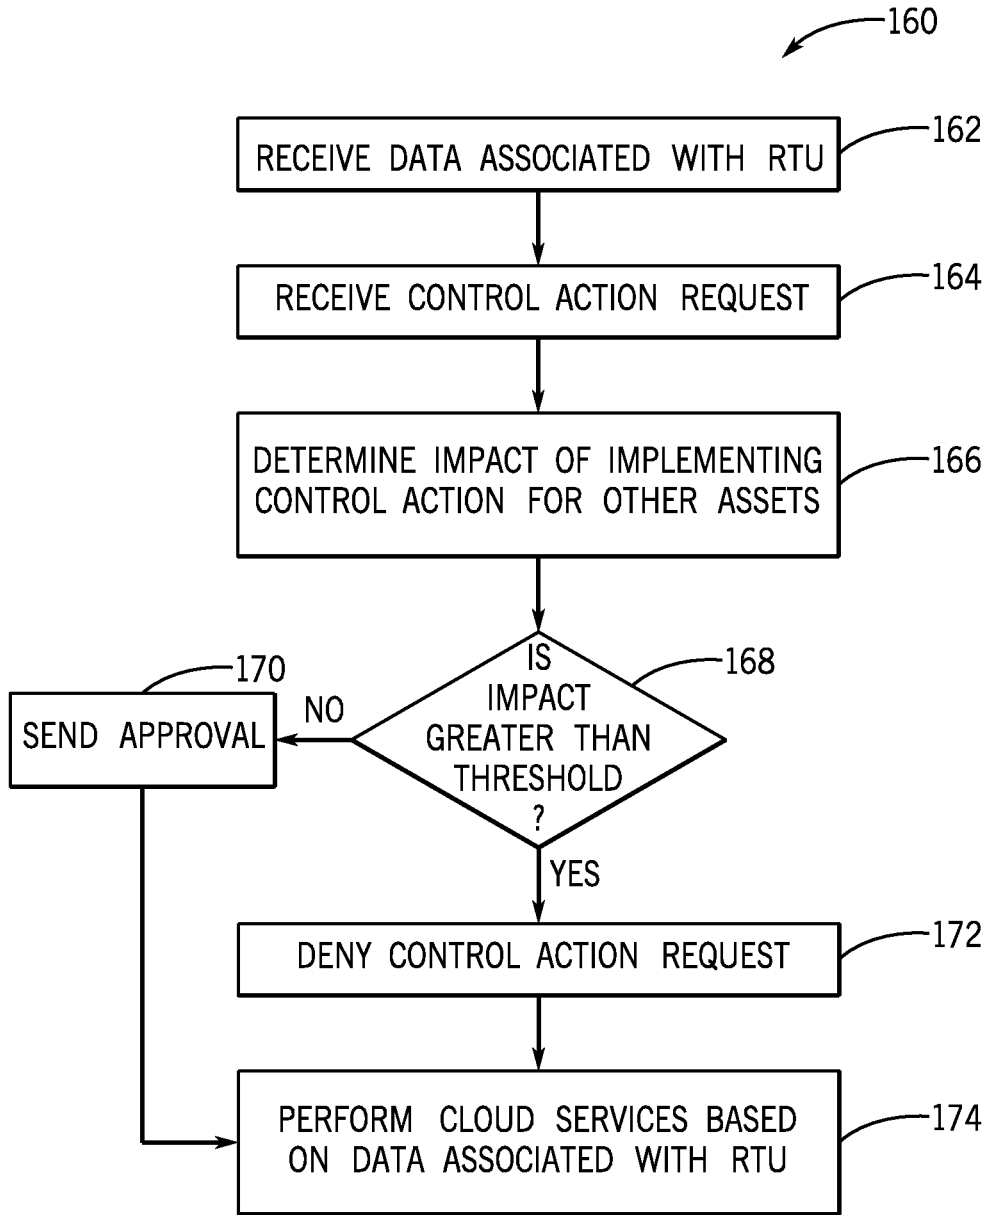 160
RECEIVE DATA ASSOCIATED WITH RTU
162
RECEIVE CONTROL ACTION REQUEST
164
DETERMINE IMPACT OF IMPLEMENTING
CONTROL ACTION FOR OTHER ASSETS
166
IS
IMPACT
GREATER THAN
THRESHOLD
?
168
NO
170
SEND APPROVAL
YES
DENY CONTROL ACTION REQUEST
172
PERFORM CLOUD SERVICES BASED
ON DATA ASSOCIATED WITH RTU
174